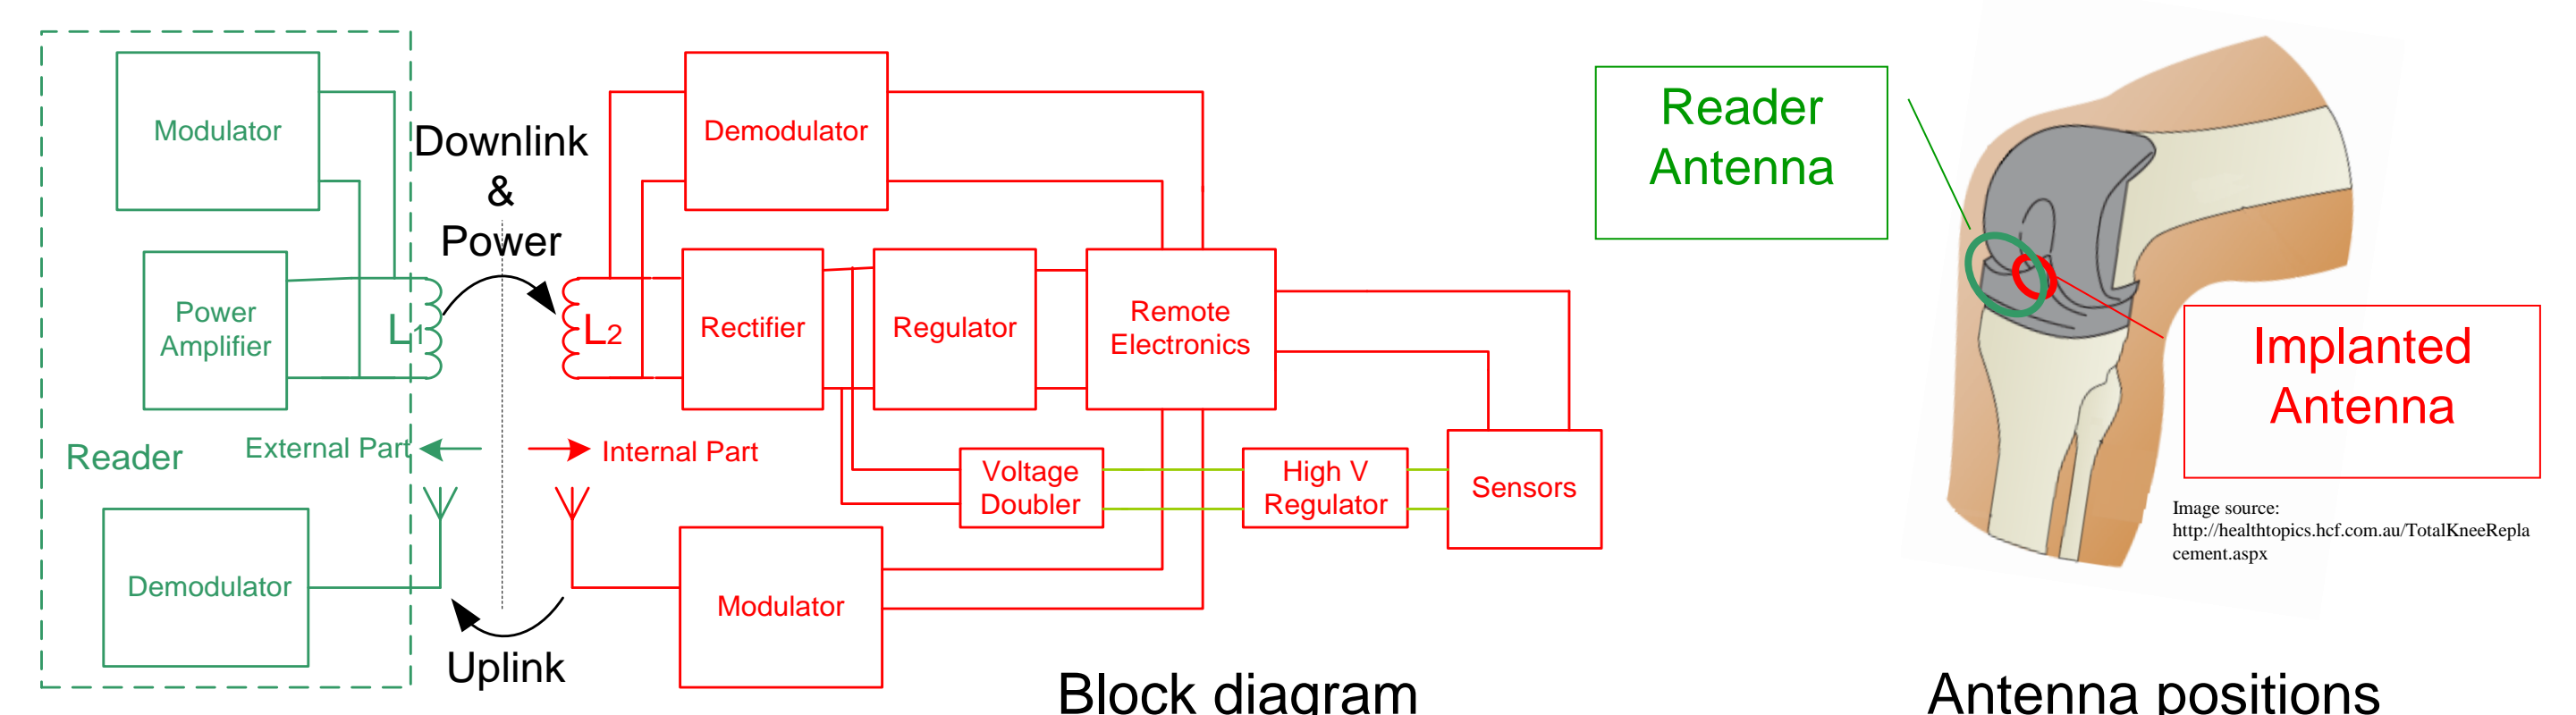 Modulator
Downlink
&
Power
Demodulator
Power
Amplifier
L1
L2
Rectifier
Regulator
Remote
Electronics
Reader
External Part
Internal Part
Voltage
Doubler
High V
Regulator
Sensors
Demodulator
Modulator
Uplink
Block diagram
Reader
Antenna
Implanted
Antenna
Image source:
http://healthtopics.hcf.com.au/TotalKneeRepla
cement.aspx
Antenna positions